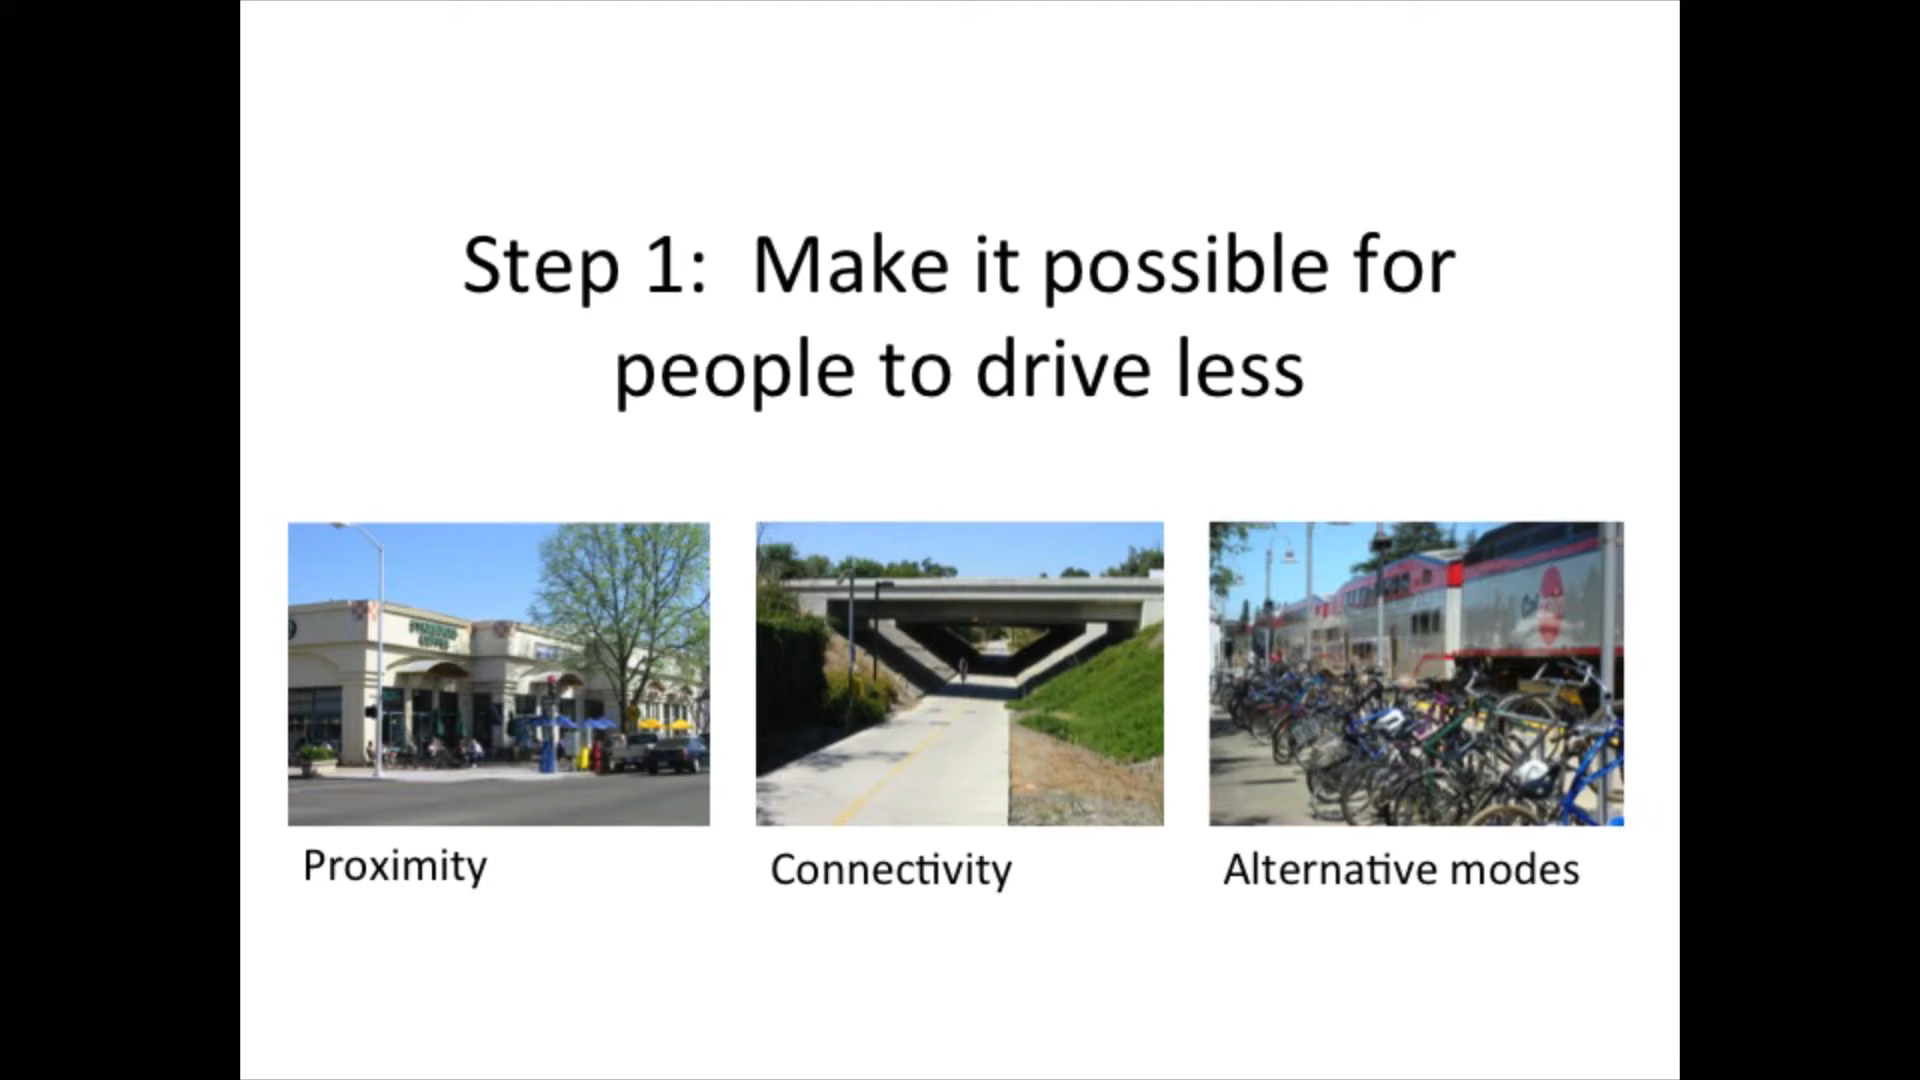 Step 1:  Make it possible for
people to drive less
Proximity
Connectivity
Alternative modes